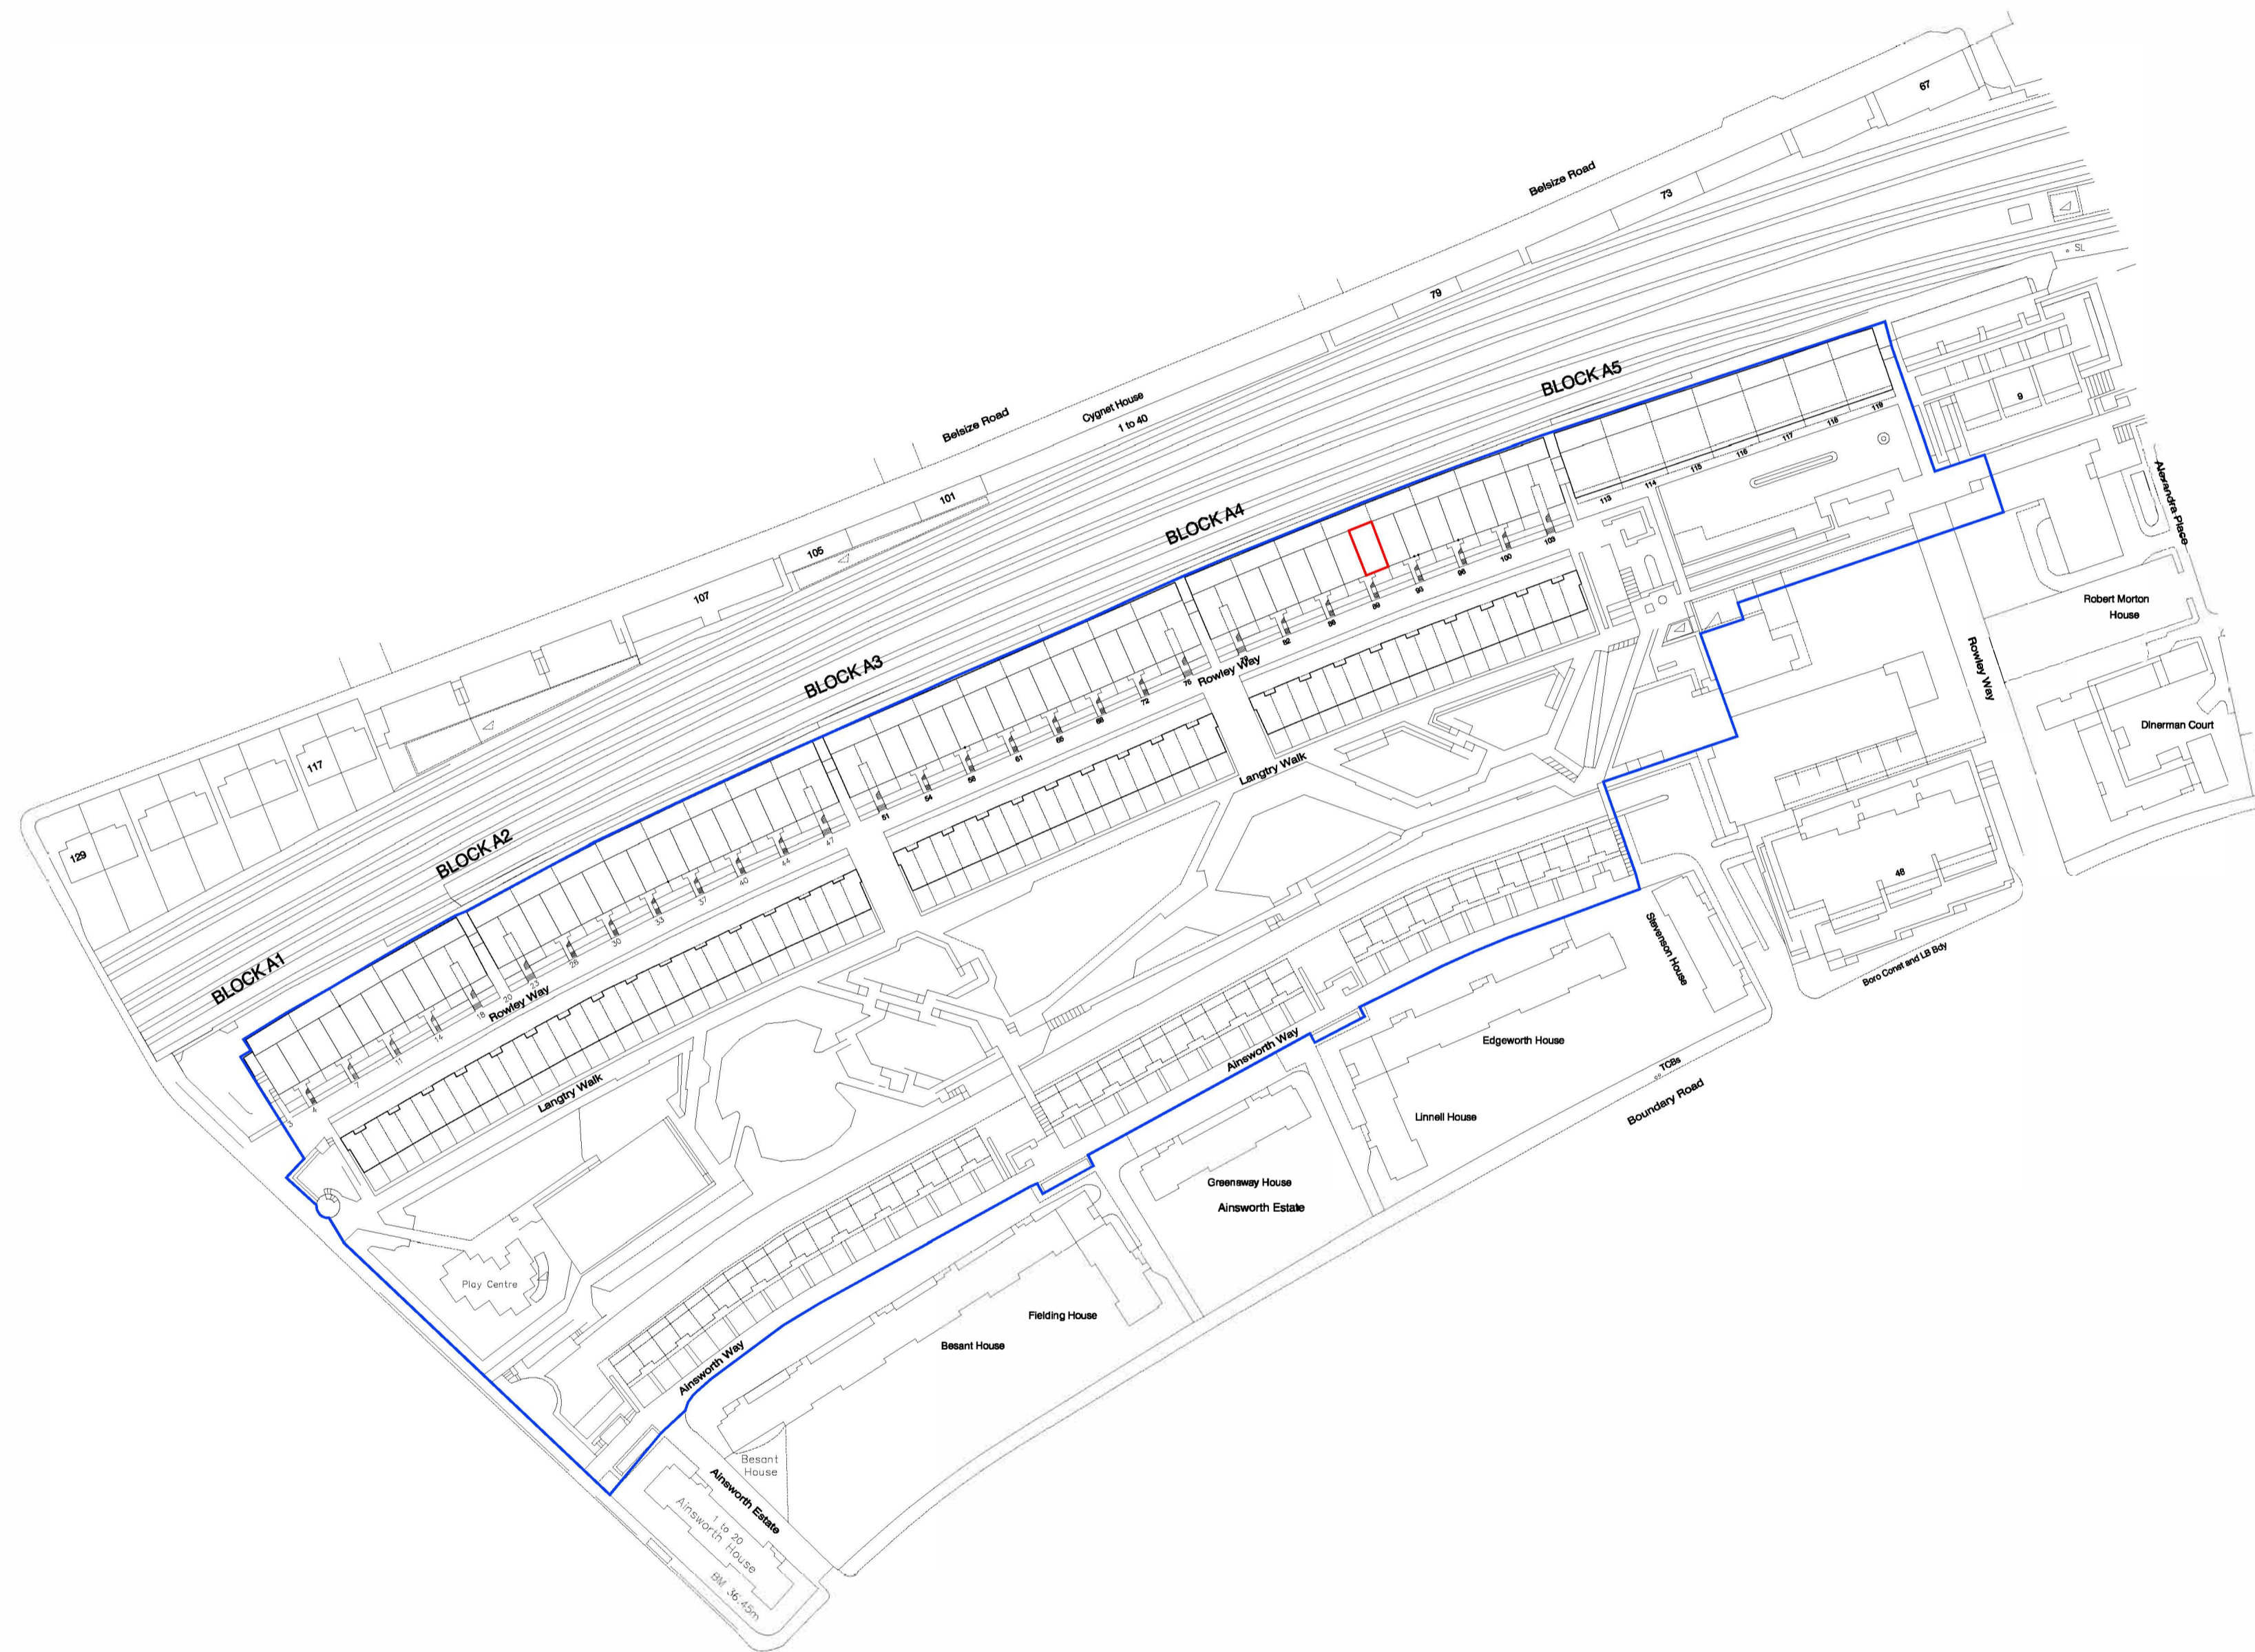 67
Belsize Road
73
SL
79
BLOCK A5
9
119
118
117
116
115
114
113
Alexandra Place
Belsize Road
Cygnet House
1 to 40
101
105
107
BLOCK A4
103
100
96
93
89
86
82
Rowley Way
Robert Morton
House
Rowley Way
Dinerman Court
BLOCK A3
75
72
68
65
61
58
54
51
Langtry Walk
117
129
BLOCK A2
47
44
40
37
33
30
26
23
20
Rowley Way
48
Stevenson House
Boro Const and LB Bdy
BLOCK A1
18
14
11
7
4
3
Langtry Walk
Ainsworth Way
Edgeworth House
TCBs
Boundary Road
Linnell House
Greensway House
Ainsworth Estate
Play Centre
Fielding House
Besant House
Ainsworth Way
Besant
House
Ainsworth Estate
1 to 20
Ainsworth House
BM 36.45m